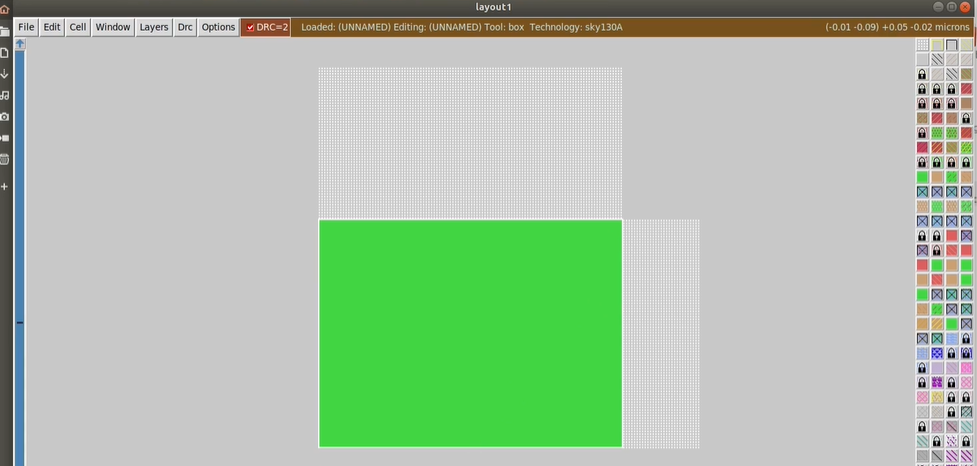 layout1
File Edit Cell Window Layers Drc Options DRC=2 Loaded: (UNNAMED) Editing: (UNNAMED) Tool: box Technology: sky130A (-0.01 -0.09) +0.05 -0.02 microns